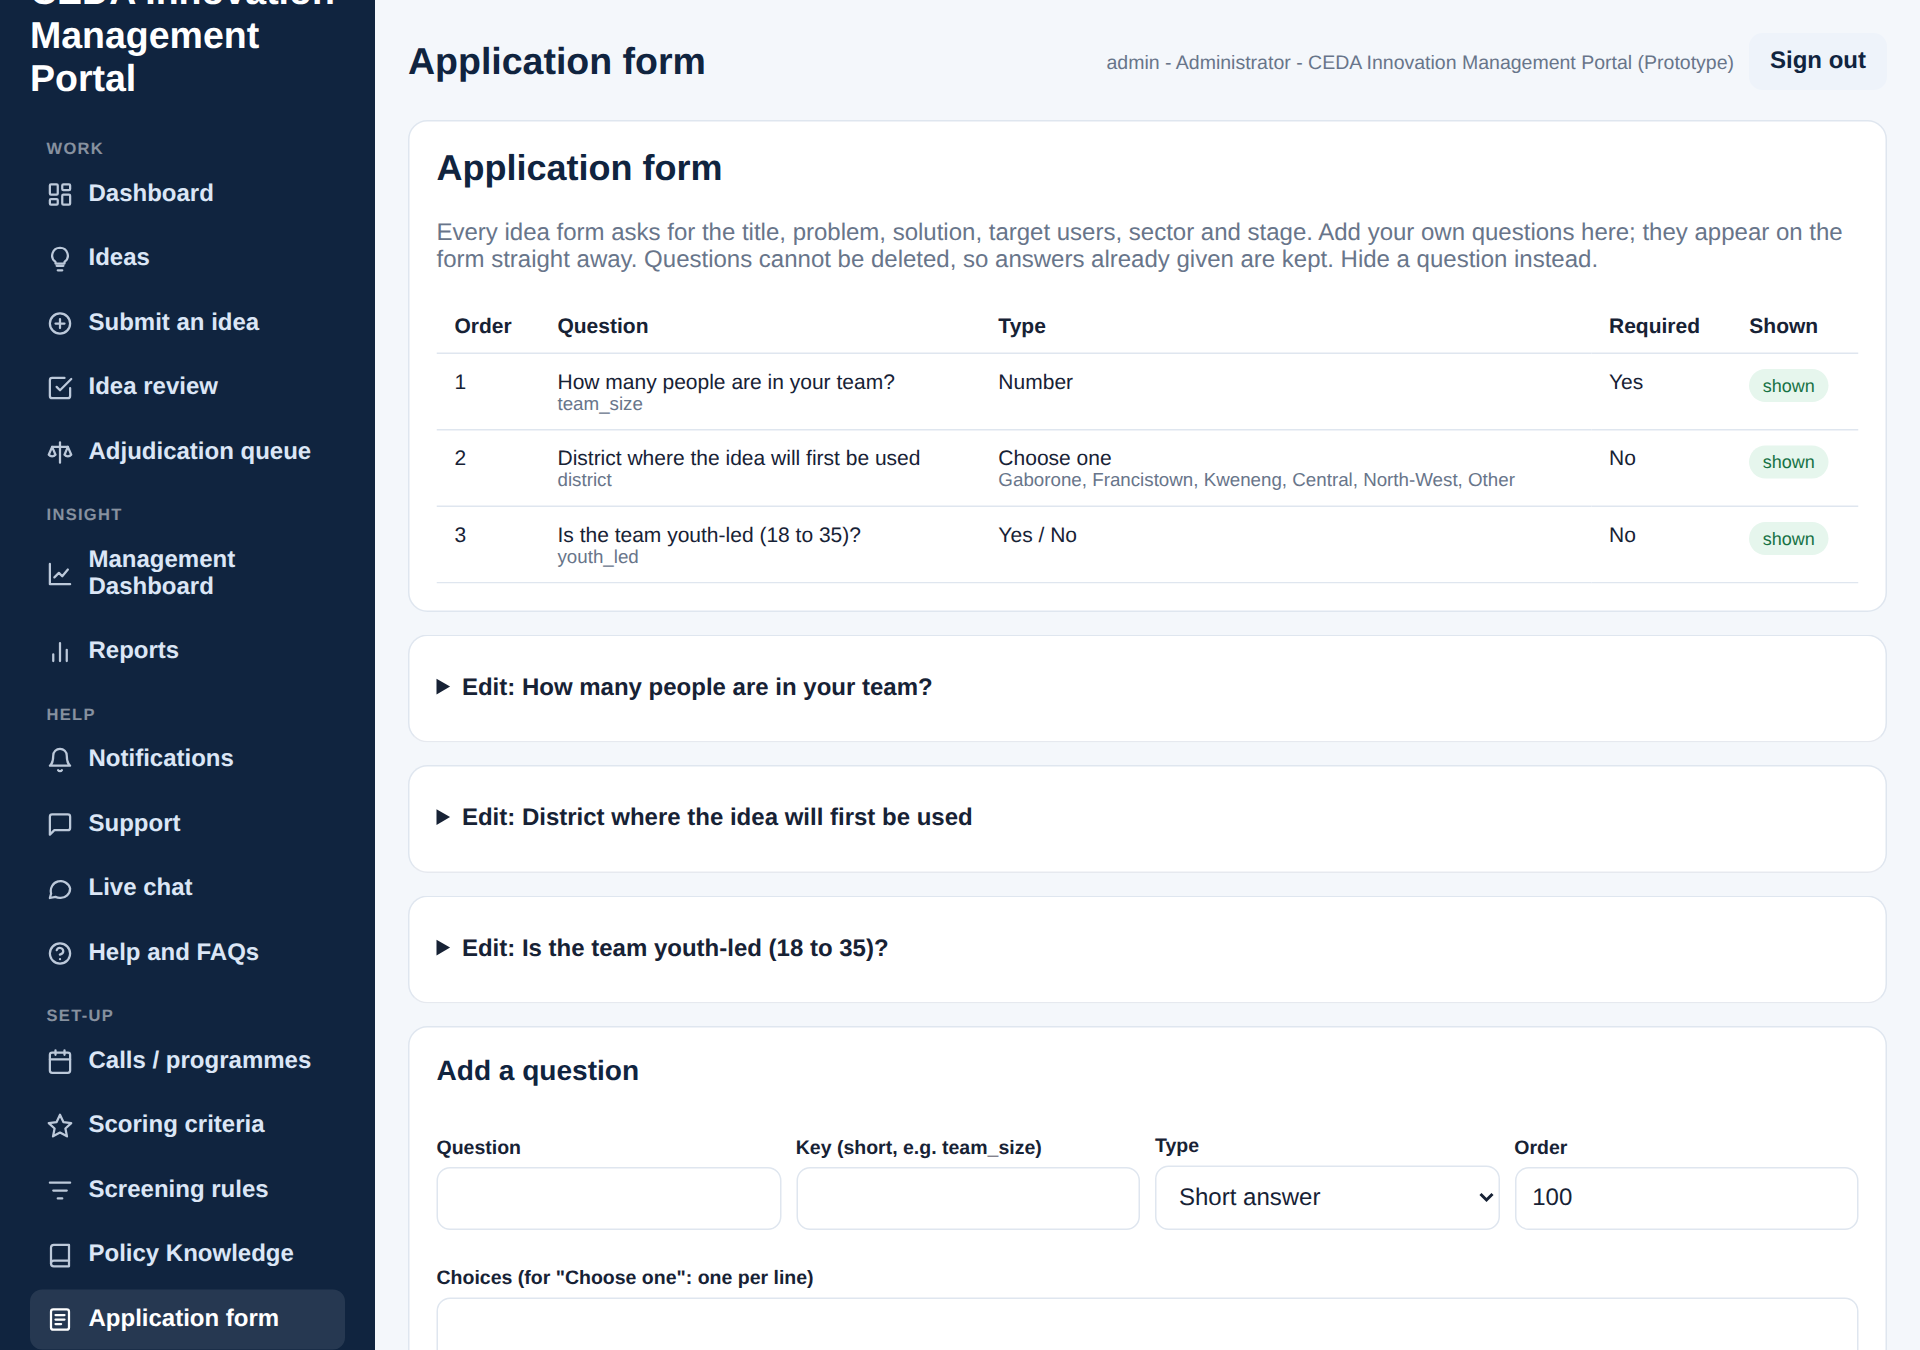 CEDA Innovation
Management
Portal
WORK
Dashboard
Ideas
Submit an idea
Idea review
Adjudication queue
INSIGHT
Management
Dashboard
Reports
HELP
Notifications
Support
Live chat
Help and FAQs
SET-UP
Calls / programmes
Scoring criteria
Screening rules
Policy Knowledge
Application form
Application form
admin - Administrator - CEDA Innovation Management Portal (Prototype)
Sign out
Application form
Every idea form asks for the title, problem, solution, target users, sector and stage. Add your own questions here; they appear on the
form straight away. Questions cannot be deleted, so answers already given are kept. Hide a question instead.
Order Question Type Required Shown
1 How many people are in your team? Number Yes shown
team_size
2 District where the idea will first be used Choose one No shown
district Gaborone, Francistown, Kweneng, Central, North-West, Other
3 Is the team youth-led (18 to 35)? Yes / No No shown
youth_led
Edit: How many people are in your team?
Edit: District where the idea will first be used
Edit: Is the team youth-led (18 to 35)?
Add a question
Question Key (short, e.g. team_size) Type Order
Short answer 100
Choices (for "Choose one": one per line)